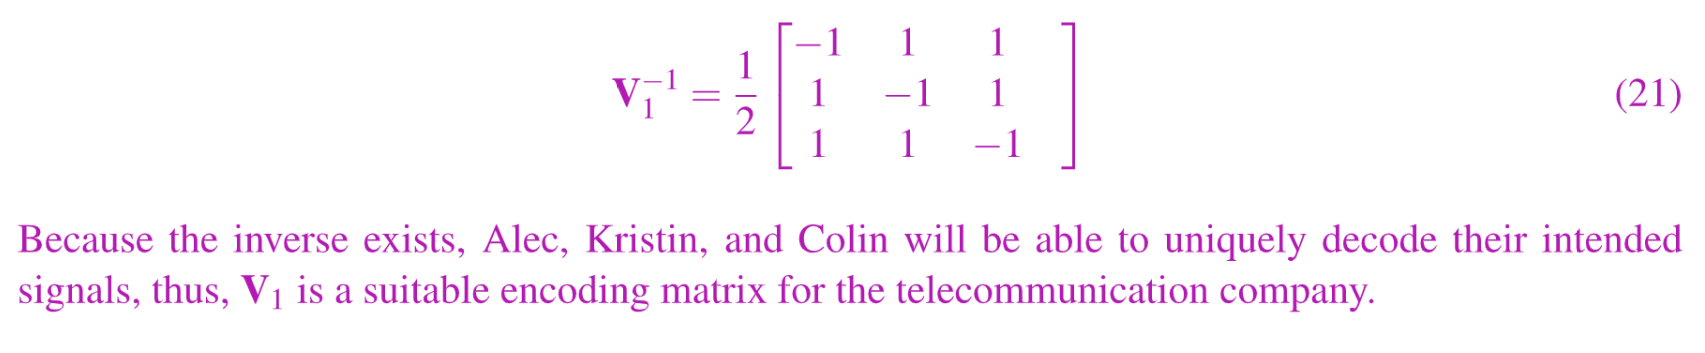 $$\mathbf{V}_1^{-1} = \frac{1}{2} \begin{bmatrix} -1 & 1 & 1 \\ 1 & -1 & 1 \\ 1 & 1 & -1 \end{bmatrix} \tag{21}$$
Because the inverse exists, Alec, Kristin, and Colin will be able to uniquely decode their intended
signals, thus, $\mathbf{V}_1$ is a suitable encoding matrix for the telecommunication company.